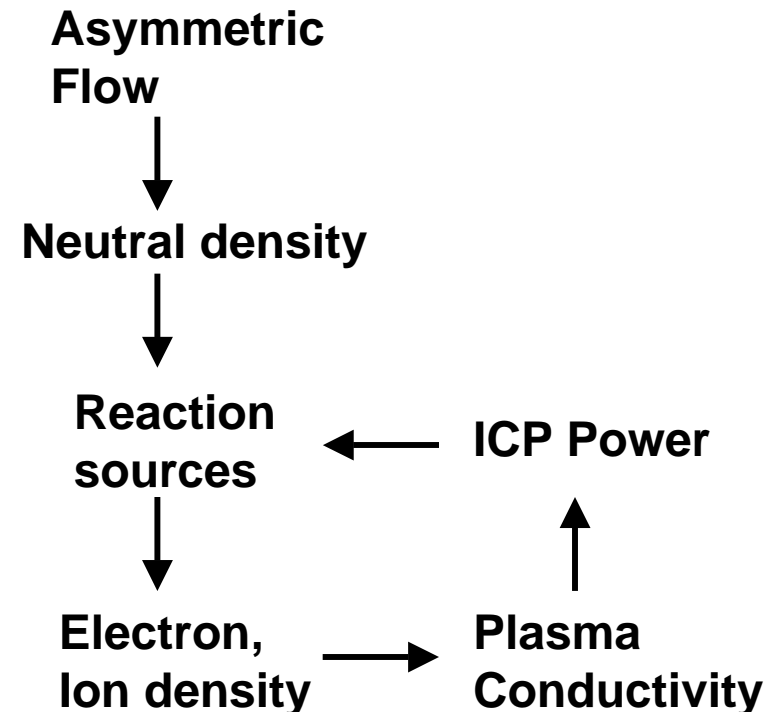 Asymmetric
Flow
Neutral density
Reaction
sources
ICP Power
Electron,
Ion density
Plasma
Conductivity